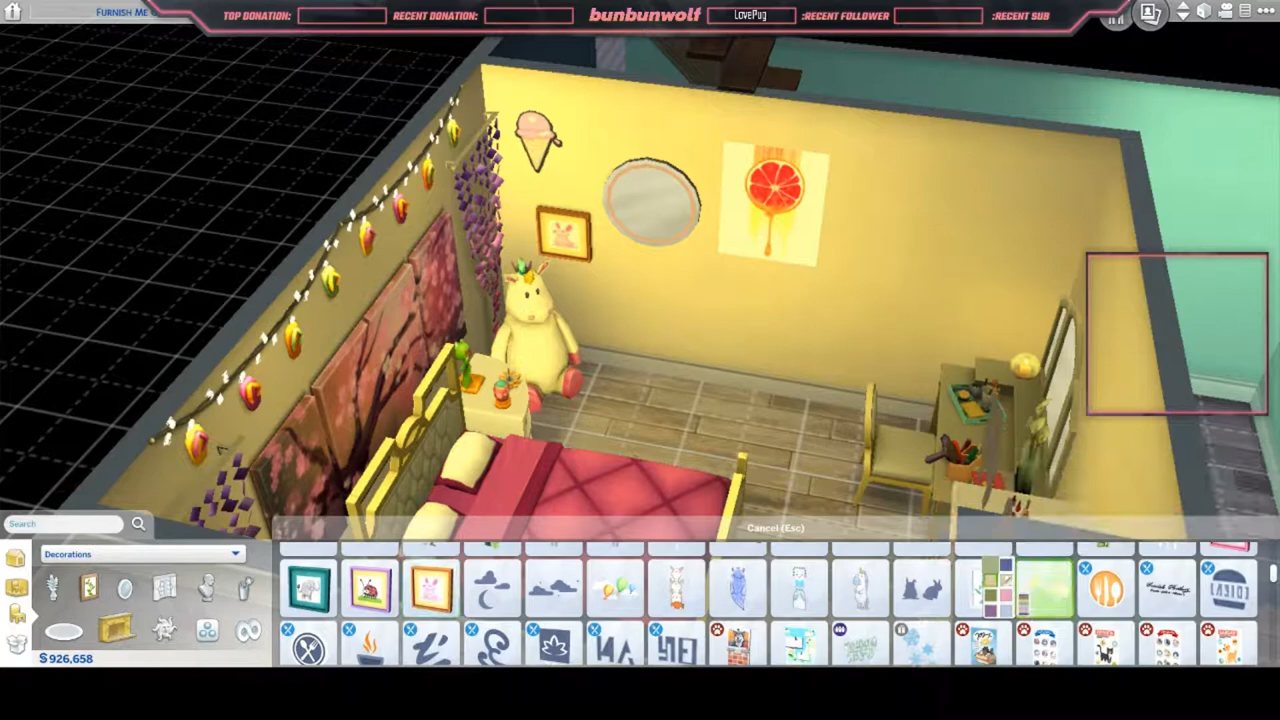 FURNISH ME
TOP DONATION:
RECENT DONATION:
bunbunwolf
LovePug
:RECENT FOLLOWER
:RECENT SUB
Cancel (Esc)
Search
Decorations
$926,658